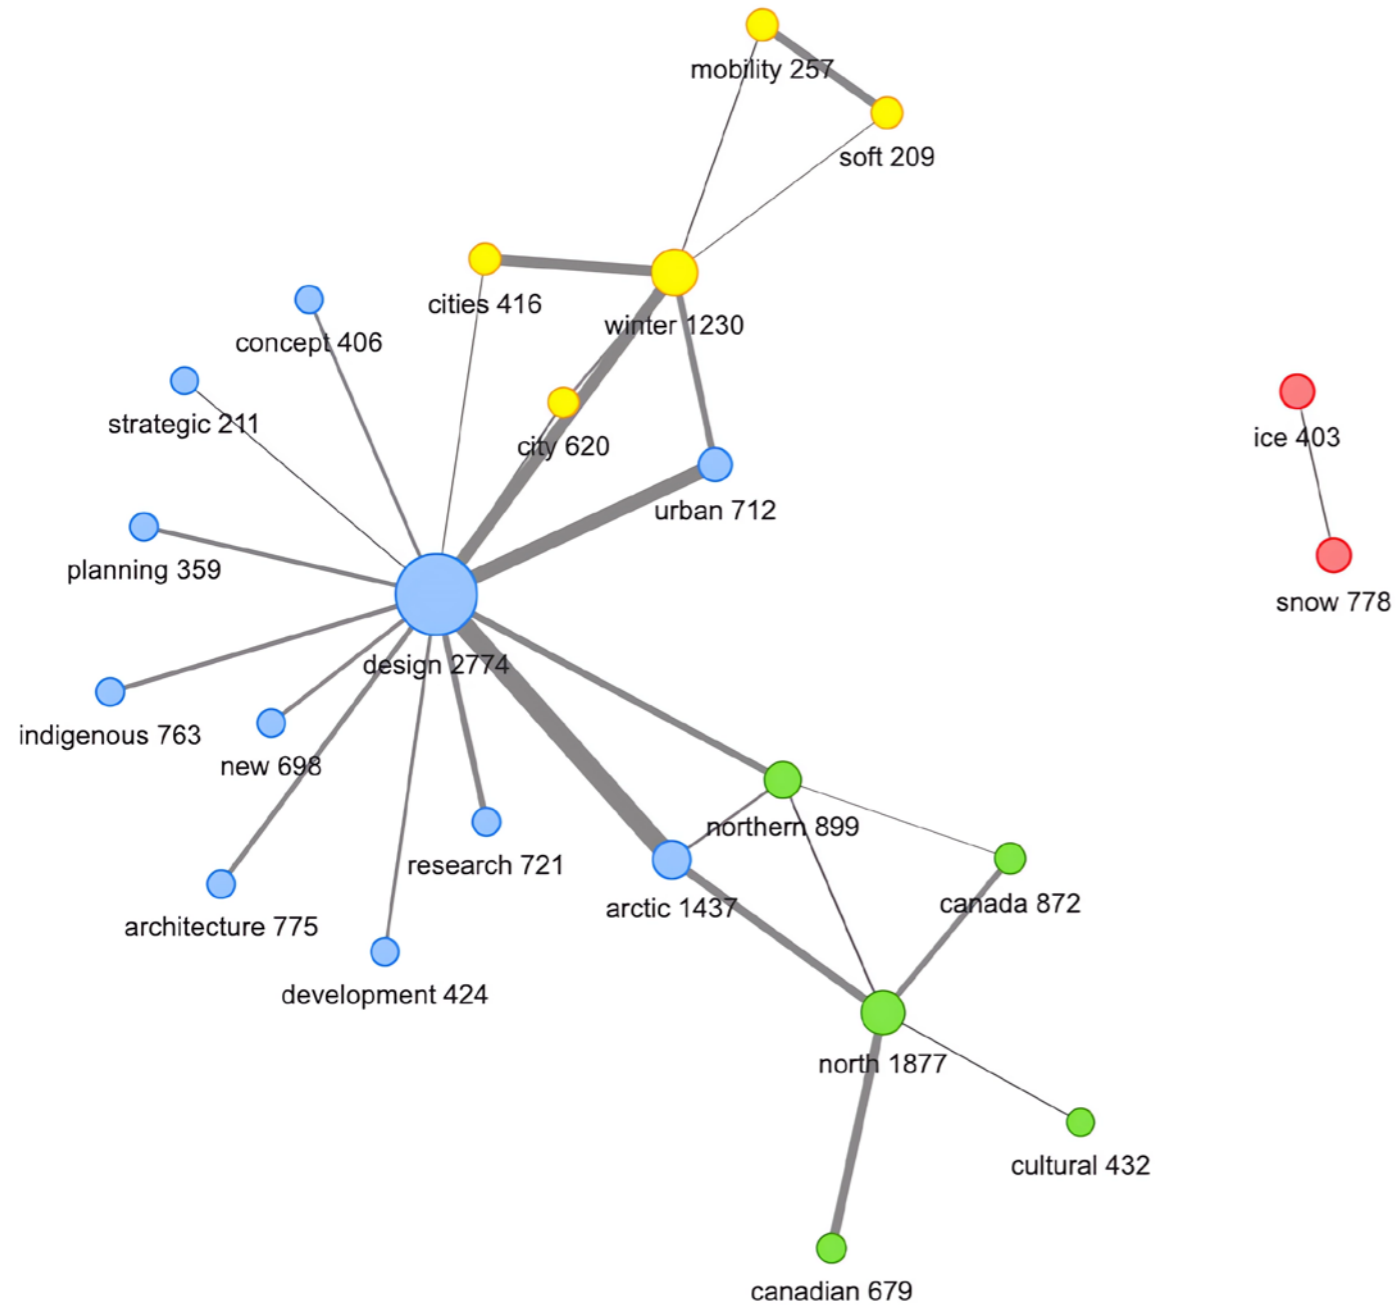 mobility 257
soft 209
cities 416
winter 1230
concept 406
strategic 211
city 620
ice 403
urban 712
planning 359
snow 778
design 2774
indigenous 763
new 698
northern 899
research 721
canada 872
arctic 1437
architecture 775
development 424
north 1877
cultural 432
canadian 679